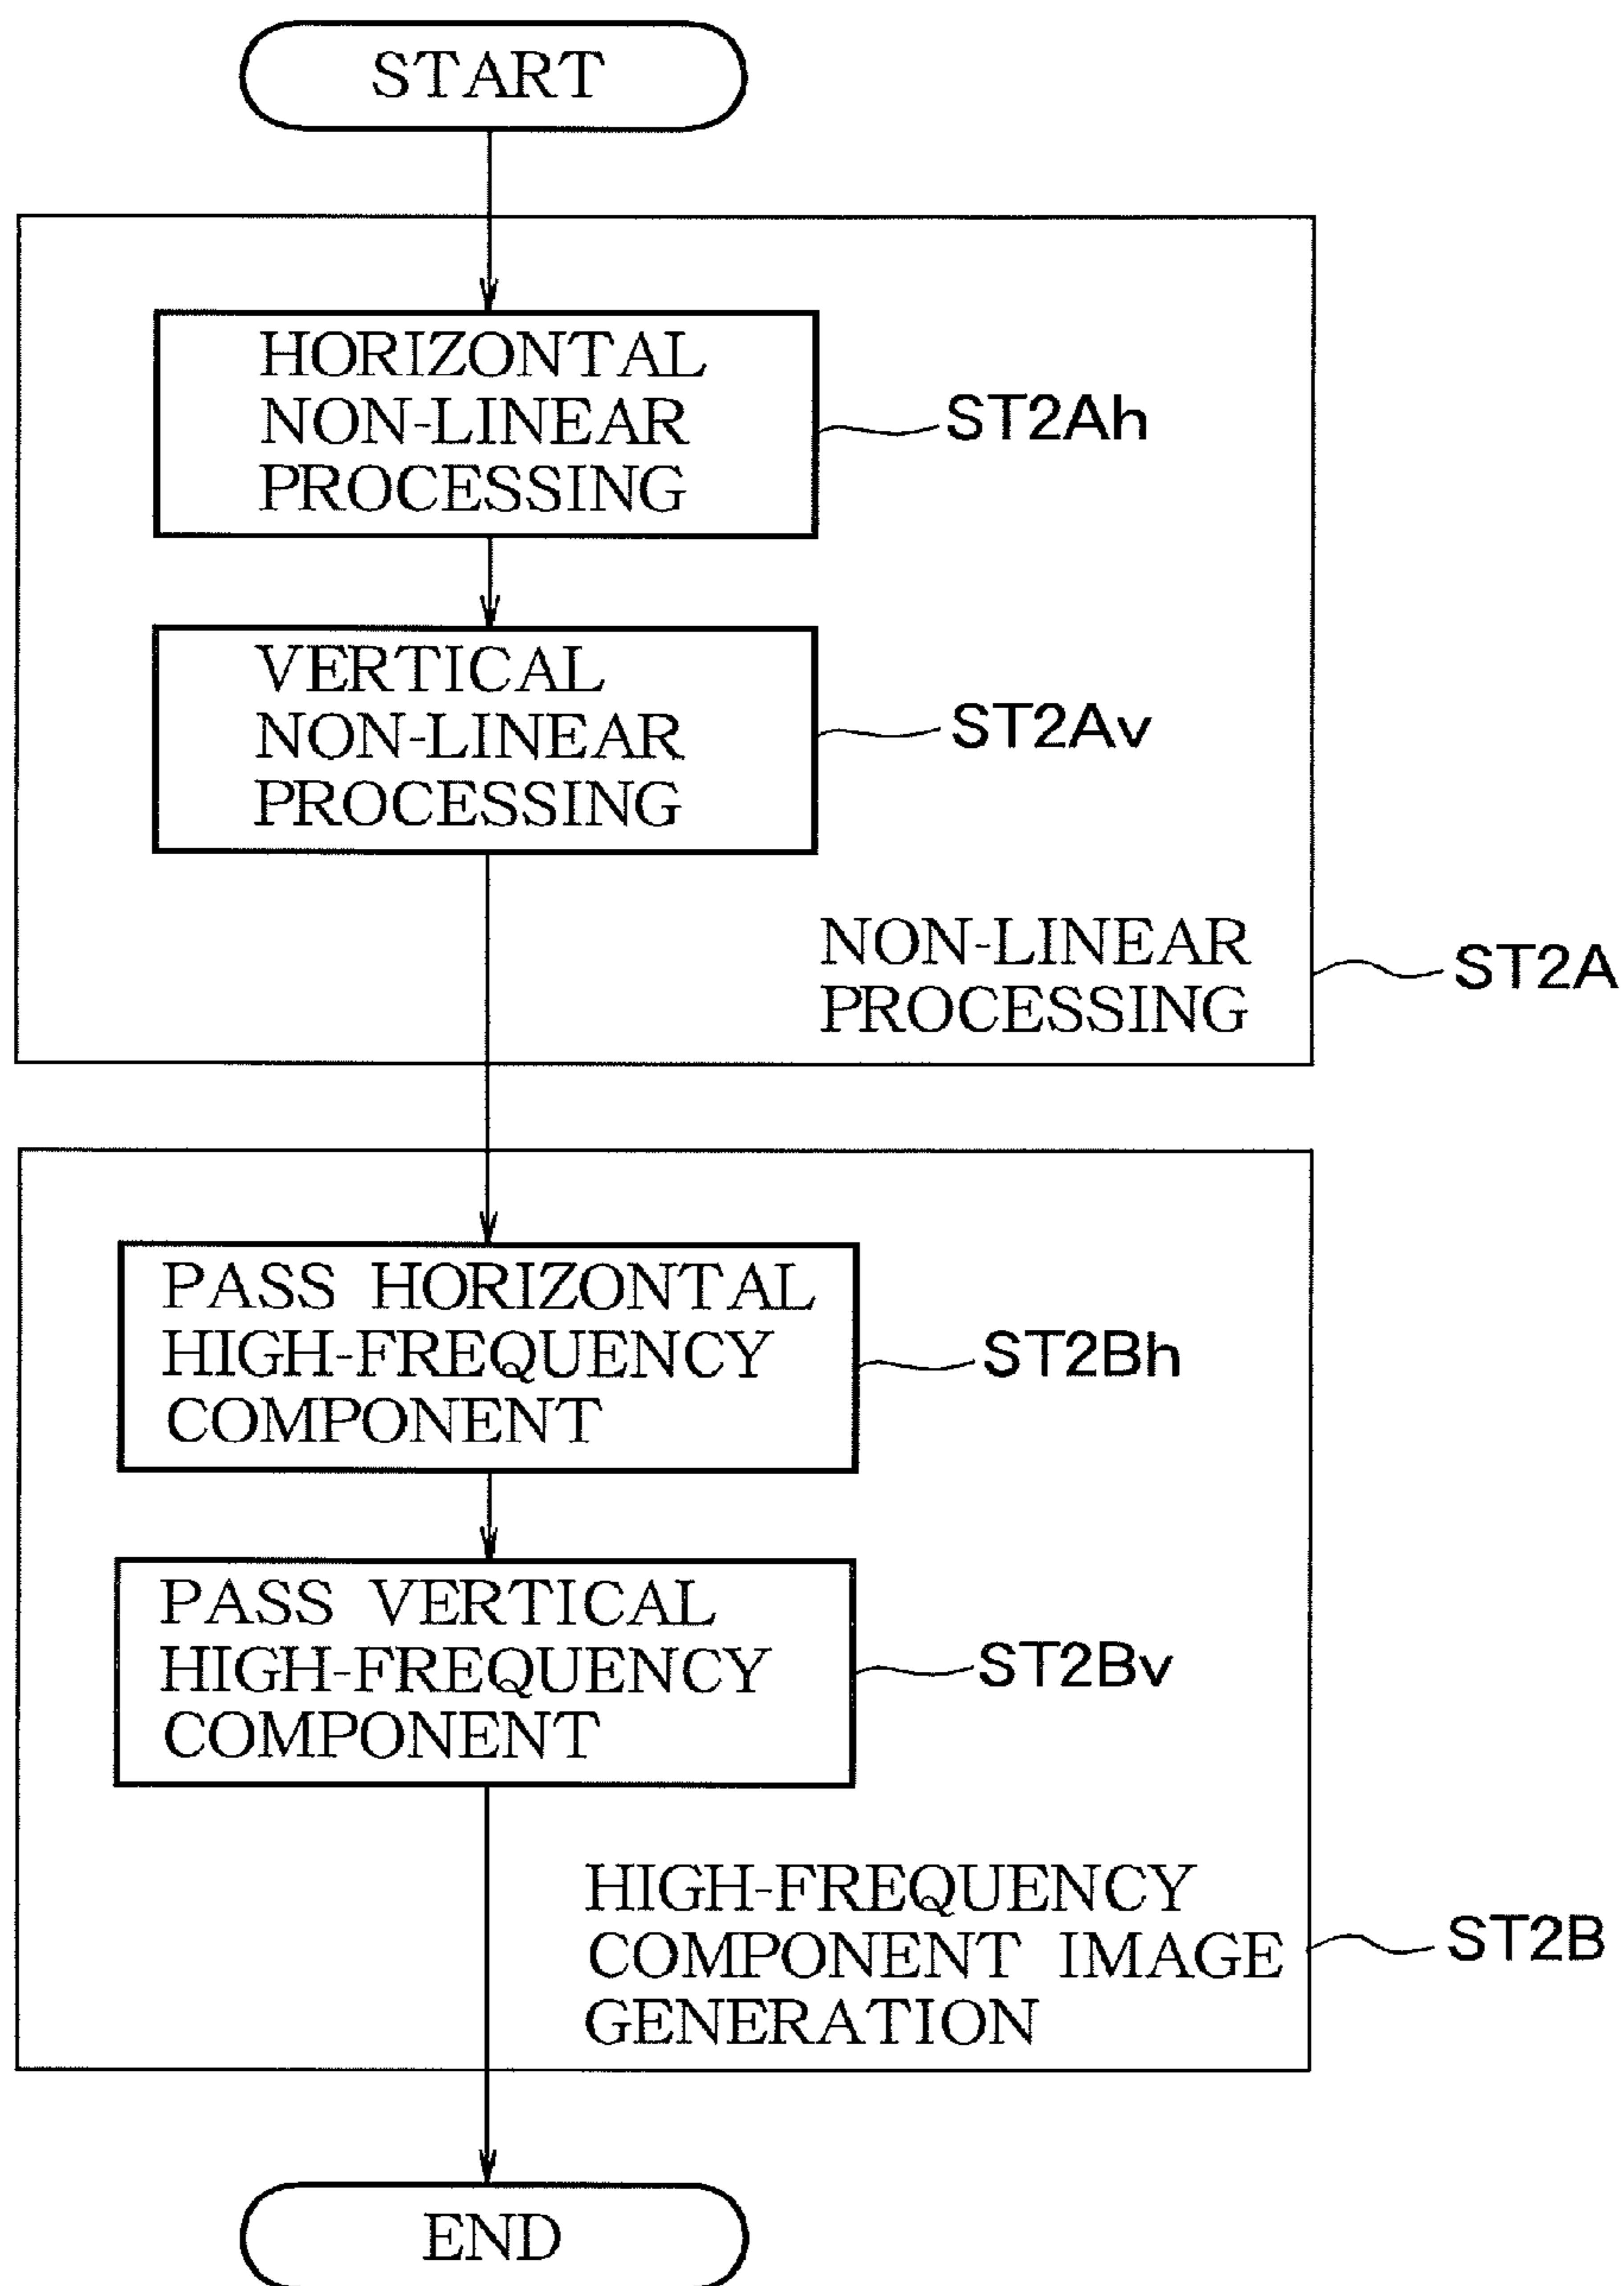 START
HORIZONTAL
NON-LINEAR
PROCESSING
ST2Ah
VERTICAL
NON-LINEAR
PROCESSING
ST2Av
NON-LINEAR
PROCESSING
ST2A
PASS HORIZONTAL
HIGH-FREQUENCY
COMPONENT
ST2Bh
PASS VERTICAL
HIGH-FREQUENCY
COMPONENT
ST2Bv
HIGH-FREQUENCY
COMPONENT IMAGE
GENERATION
ST2B
END